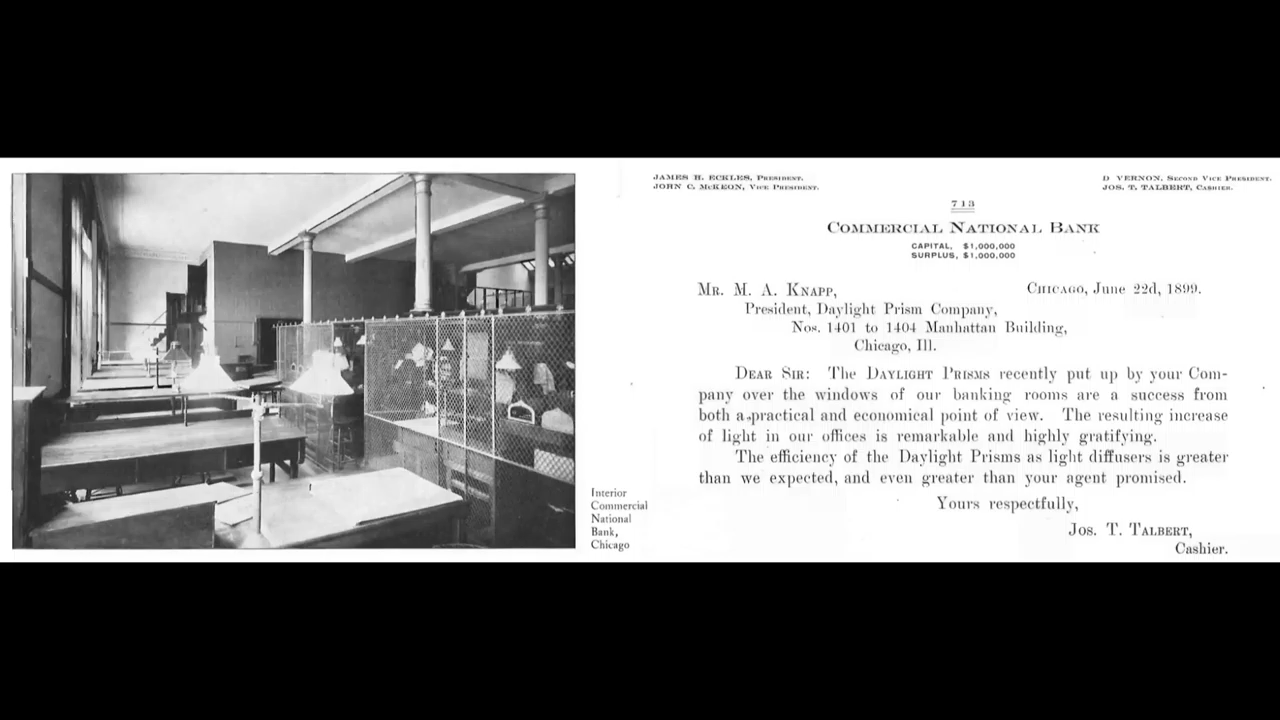 Interior
Commercial
National
Bank,
Chicago
JAMES H. ECKLES, PRESIDENT.
JOHN C. McKEON, VICE PRESIDENT.
D VERNON, SECOND VICE PRESIDENT.
JOS. T. TALBERT, CASHIER.
713
COMMERCIAL NATIONAL BANK
CAPITAL, $1,000,000
SURPLUS, $1,000,000
MR. M. A. KNAPP,
CHICAGO, June 22d, 1899.
President, Daylight Prism Company,
Nos. 1401 to 1404 Manhattan Building,
Chicago, Ill.
DEAR SIR: The DAYLIGHT PRISMS recently put up by your Com-
pany over the windows of our banking rooms are a success from
both a practical and economical point of view. The resulting increase
of light in our offices is remarkable and highly gratifying.
The efficiency of the Daylight Prisms as light diffusers is greater
than we expected, and even greater than your agent promised.
Yours respectfully,
JOS. T. TALBERT,
Cashier.